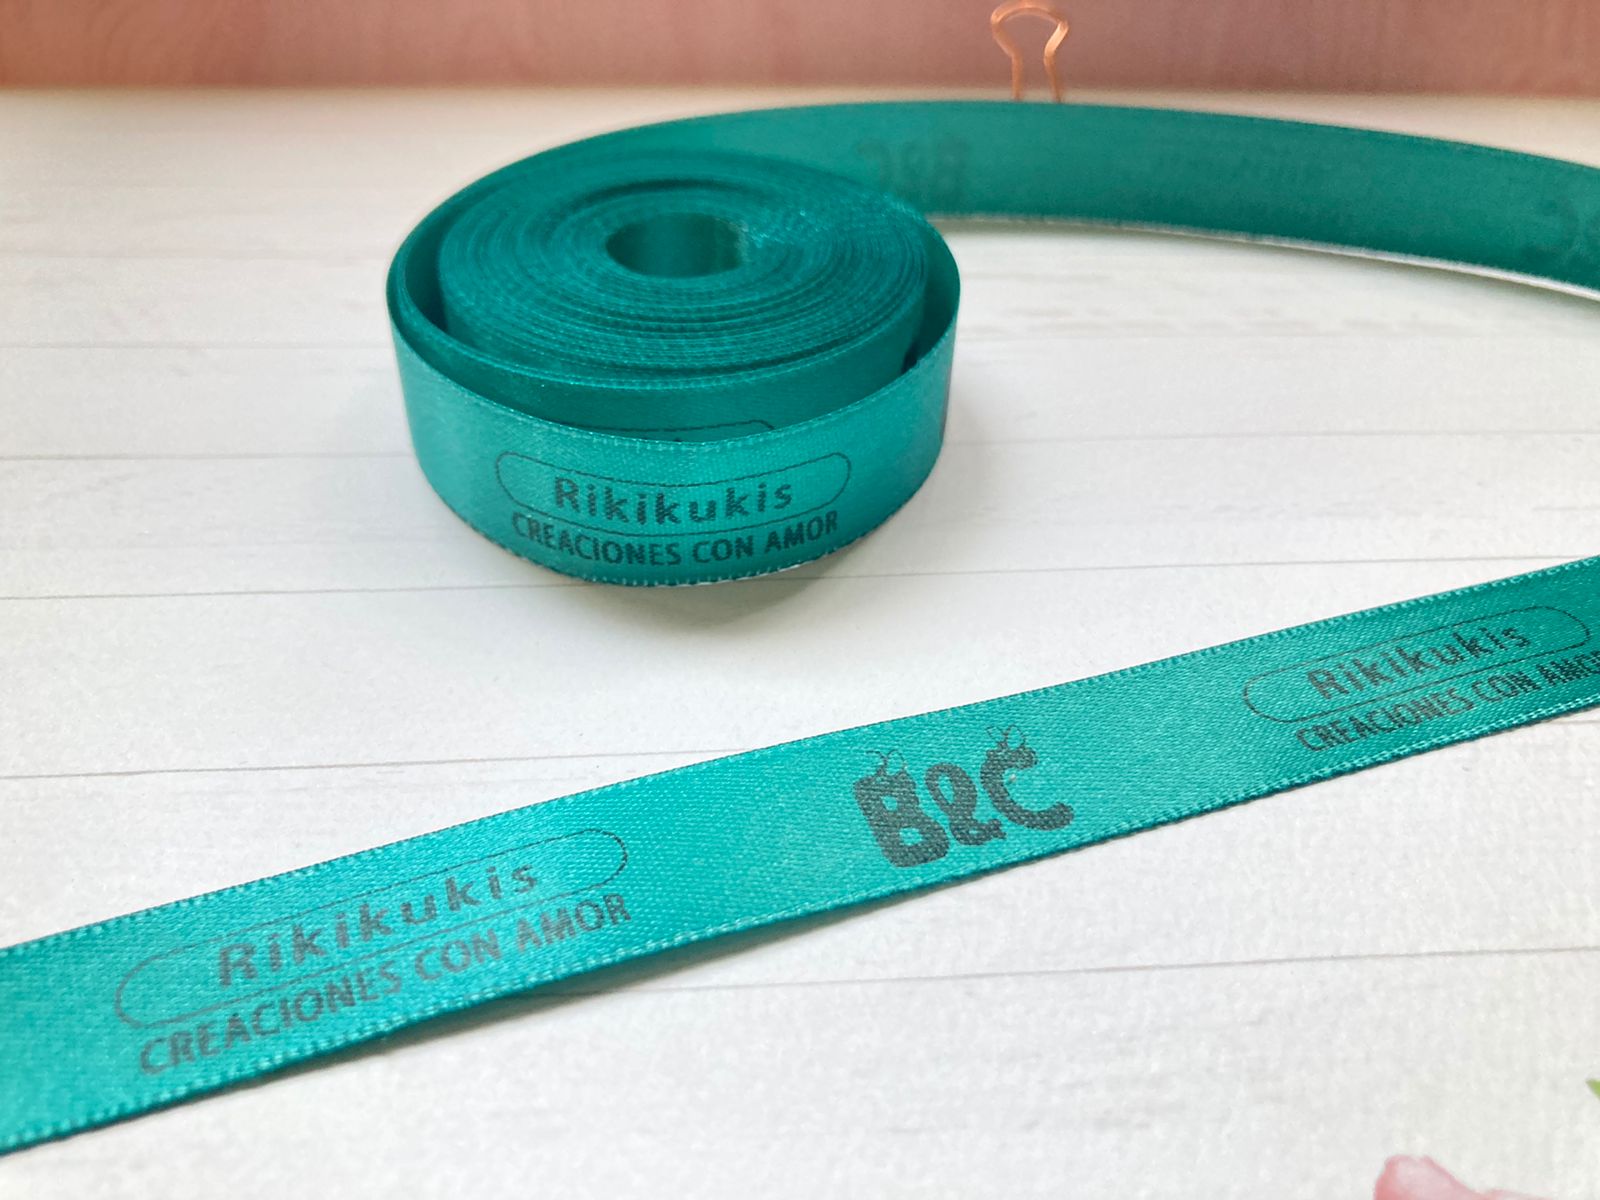 Rikikukis
CREACIONES CON AMOR
Rikikukis
CREACIONES CON AMOR
B&C
Rikikukis
CREACIONES CON
B&C